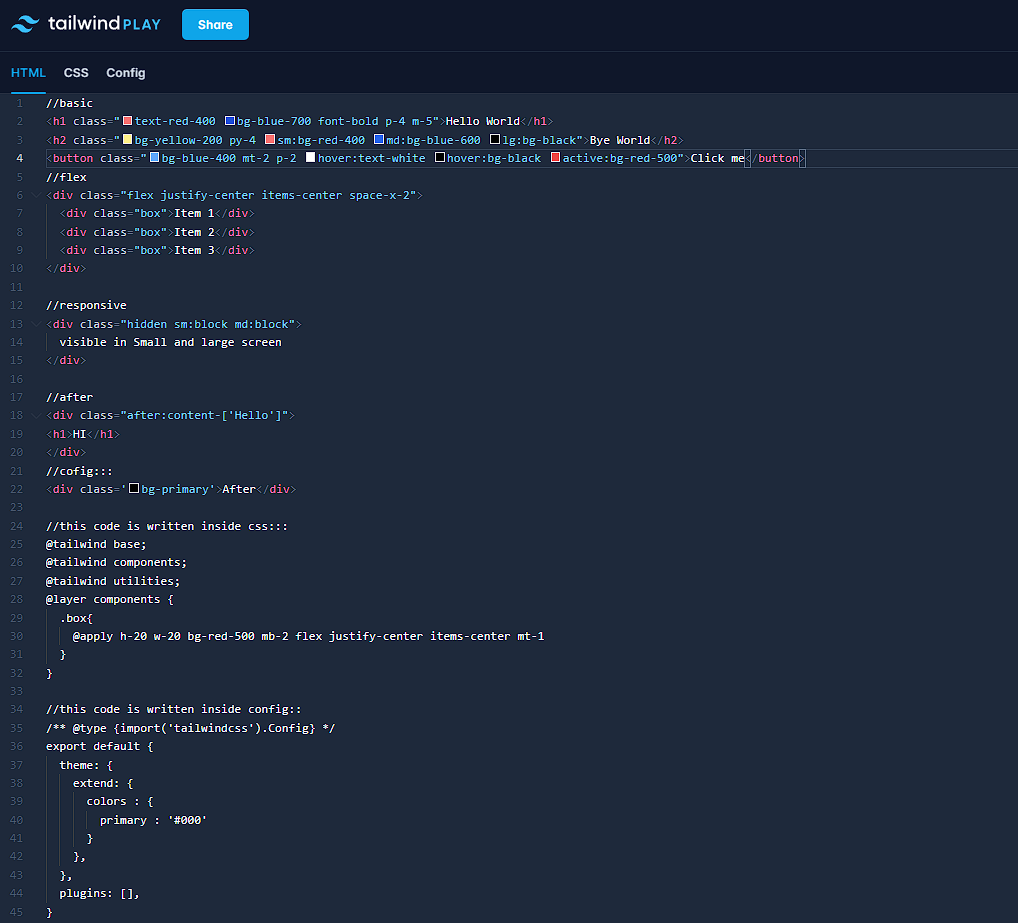 tailwind PLAY Share
HTML CSS Config
1 //basic
2 <h1 class="text-red-400 bg-blue-700 font-bold p-4 m-5">Hello World</h1>
3 <h2 class="bg-yellow-200 py-4 sm:bg-red-400 md:bg-blue-600 lg:bg-black">Bye World</h2>
4 <button class="bg-blue-400 mt-2 p-2 hover:text-white hover:bg-black active:bg-red-500">Click me</button>
5 //flex
6 <div class="flex justify-center items-center space-x-2">
7 <div class="box">Item 1</div>
8 <div class="box">Item 2</div>
9 <div class="box">Item 3</div>
10 </div>
11
12 //responsive
13 <div class="hidden sm:block md:block">
14 visible in Small and large screen
15 </div>
16
17 //after
18 <div class="after:content-['Hello']">
19 <h1>HI</h1>
20 </div>
21 //cofig:::
22 <div class='bg-primary'>After</div>
23
24 //this code is written inside css:::
25 @tailwind base;
26 @tailwind components;
27 @tailwind utilities;
28 @layer components {
29 .box{
30 @apply h-20 w-20 bg-red-500 mb-2 flex justify-center items-center mt-1
31 }
32 }
33
34 //this code is written inside config::
35 /** @type {import('tailwindcss').Config} */
36 export default {
37 theme: {
38 extend: {
39 colors : {
40 primary : '#000'
41 }
42 },
43 },
44 plugins: [],
45 }